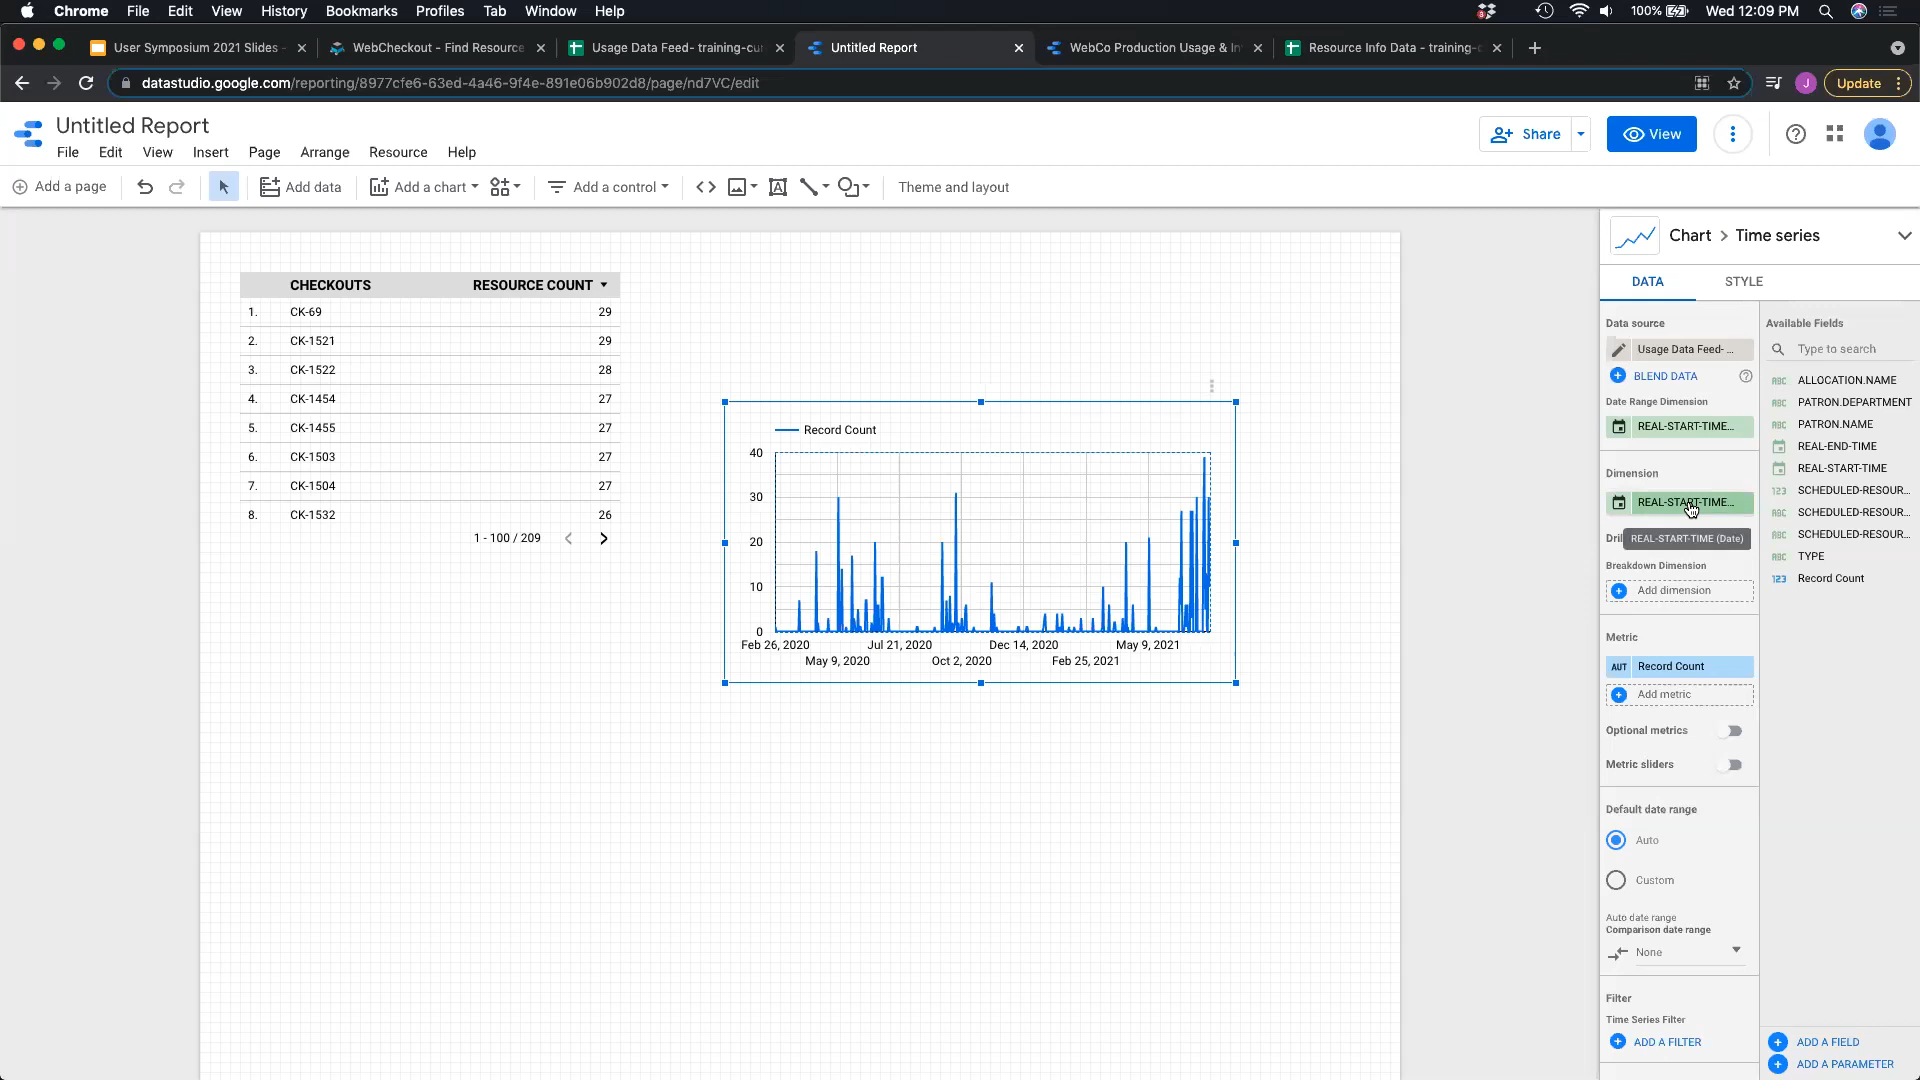 Chrome File Edit View History Bookmarks Profiles Tab Window Help 3 100% Wed 12:09 PM
User Symposium 2021 Slides - WebCheckout - Find Resource Usage Data Feed- training-cur Untitled Report WebCo Production Usage & In Resource Info Data - training-c
datastudio.google.com/reporting/8977cfe6-63ed-4a46-9f4e-891e06b902d8/page/nd7VC/edit J Update
Untitled Report
File Edit View Insert Page Arrange Resource Help
Share View
Add a page Add data Add a chart Add a control Theme and layout
CHECKOUTS RESOURCE COUNT
1. CK-69 29
2. CK-1521 29
3. CK-1522 28
4. CK-1454 27
5. CK-1455 27
6. CK-1503 27
7. CK-1504 27
8. CK-1532 26
1 - 100 / 209
Record Count
40
30
20
10
0
Feb 26, 2020 Jul 21, 2020 Dec 14, 2020 May 9, 2021
May 9, 2020 Oct 2, 2020 Feb 25, 2021
Chart > Time series
DATA STYLE
Data source
Usage Data Feed- ...
BLEND DATA
Date Range Dimension
REAL-START-TIME...
Dimension
REAL-START-TIME...
Dril
REAL-START-TIME (Date)
Breakdown Dimension
Add dimension
Metric
AUT Record Count
Add metric
Optional metrics
Metric sliders
Default date range
Auto
Custom
Auto date range
Comparison date range
None
Filter
Time Series Filter
ADD A FILTER
Available Fields
Type to search
ABC ALLOCATION.NAME
ABC PATRON.DEPARTMENT
ABC PATRON.NAME
REAL-END-TIME
REAL-START-TIME
123 SCHEDULED-RESOUR...
ABC SCHEDULED-RESOUR...
ABC SCHEDULED-RESOUR...
ABC TYPE
123 Record Count
ADD A FIELD
ADD A PARAMETER